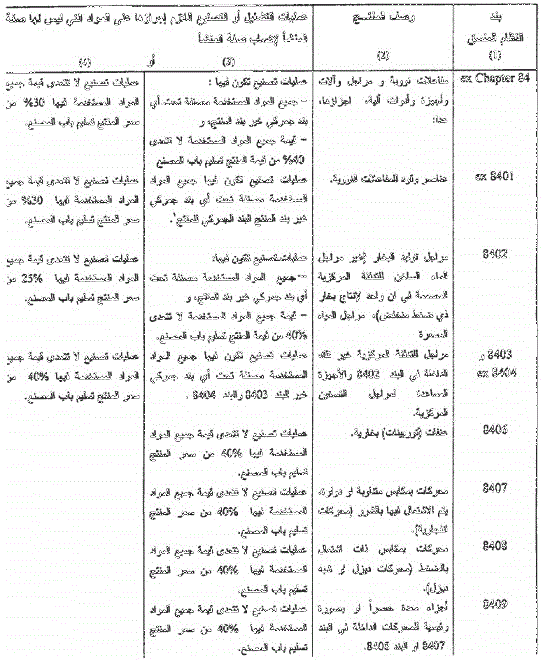 بند
النظام المنسق
(1)
وصف المنتج
(2)
عمليات التشغيل أو التصنيع اللازم إجراؤها على المواد التي ليس لها صفة
المنشأ لإكتساب صفة المنشأ
(3) أو (4)
ex Chapter 84
مفاعلات نووية و مراجل وآلات
وأجهزة وأدوات آلية، اجزاؤها،
عدا:
عمليات تصنيع تكون فيها :
– جميع المواد المستخدمة مصنفة تحت أي
بند جمركي غير بند المنتج، و
– قيمة جميع المواد المستخدمة لا تتعدى
40% من قيمة المنتج تسليم باب المصنع
عمليات تصنيع لا تتعدى قيمة جميع
المواد المستخدمة فيها 30% من
سعر المنتج تسليم باب المصنع.
ex 8401
عناصر وقود المفاعلات النووية.
عمليات تصنيع تكون فيها جميع المواد
المستخدمة مصنفة تحت أي بند جمركي
غير بند المنتج البند الجمركي للمنتج.
عمليات تصنيع لا تتعدى قيمة جميع
المواد المستخدمة فيها 30% من
سعر المنتج تسليم باب المصنع.
8402
مراجل توليد البخار (غير مراجل
الماء الساخن للتدفئة المركزية
المصممة في ان واحد لإنتاج بخار
ذي ضغط منخفض)، مراجل المياه
المحماة
عمليات تصنيع تكون فيها:
– جميع المواد المستخدمة مصنفة تحت
أي بند جمركي غير بند المنتج، و
– قيمة جميع المواد المستخدمة لا تتعدى
40% من سعر المنتج تسليم باب المصنع.
عمليات تصنيع لا تتعدى قيمة جميع
المواد المستخدمة فيها 25% من
سعر المنتج تسليم باب المصنع.
8403 و
ex 8404
مراجل للتدفئة المركزية غير تلك
الداخلة في البند 8402 والأجهزة
المساعدة لمراجل التسخين
المركزية.
عمليات تصنيع تكون فيها جميع المواد
المستخدمة مصنفة تحت أي بند جمركي
غير البند 8403 والبند 8404 .
عمليات تصنيع لا تتعدى قيمة جميع
المواد المستخدمة فيها 40% من
سعر المنتج تسليم باب المصنع.
8406
عنفات (توربينات) بخارية.
عمليات تصنيع لا تتعدى قيمة جميع المواد
المستخدمة فيها 40% من سعر المنتج
تسليم باب المصنع.
8407
محركات بمكابس متناوبة او دوارة،
يتم الاشتعال فيها بالشرر (محركات
انفجارية).
عمليات تصنيع لا تتعدى قيمة جميع المواد
المستخدمة فيها 40% من سعر المنتج
تسليم باب المصنع.
8408
محركات بمكابس ذات اشتعال
بالضغط (محركات ديزل او شبه
ديزل).
عمليات تصنيع لا تتعدى قيمة جميع المواد
المستخدمة فيها 40% من سعر المنتج
تسليم باب المصنع.
8409
أجزاء معدة حصراً او بصورة
رئيسية للمحركات الداخلة في البند
8407 او البند 8408.
عمليات تصنيع لا تتعدى قيمة جميع المواد
المستخدمة فيها 40% من سعر المنتج
تسليم باب المصنع.